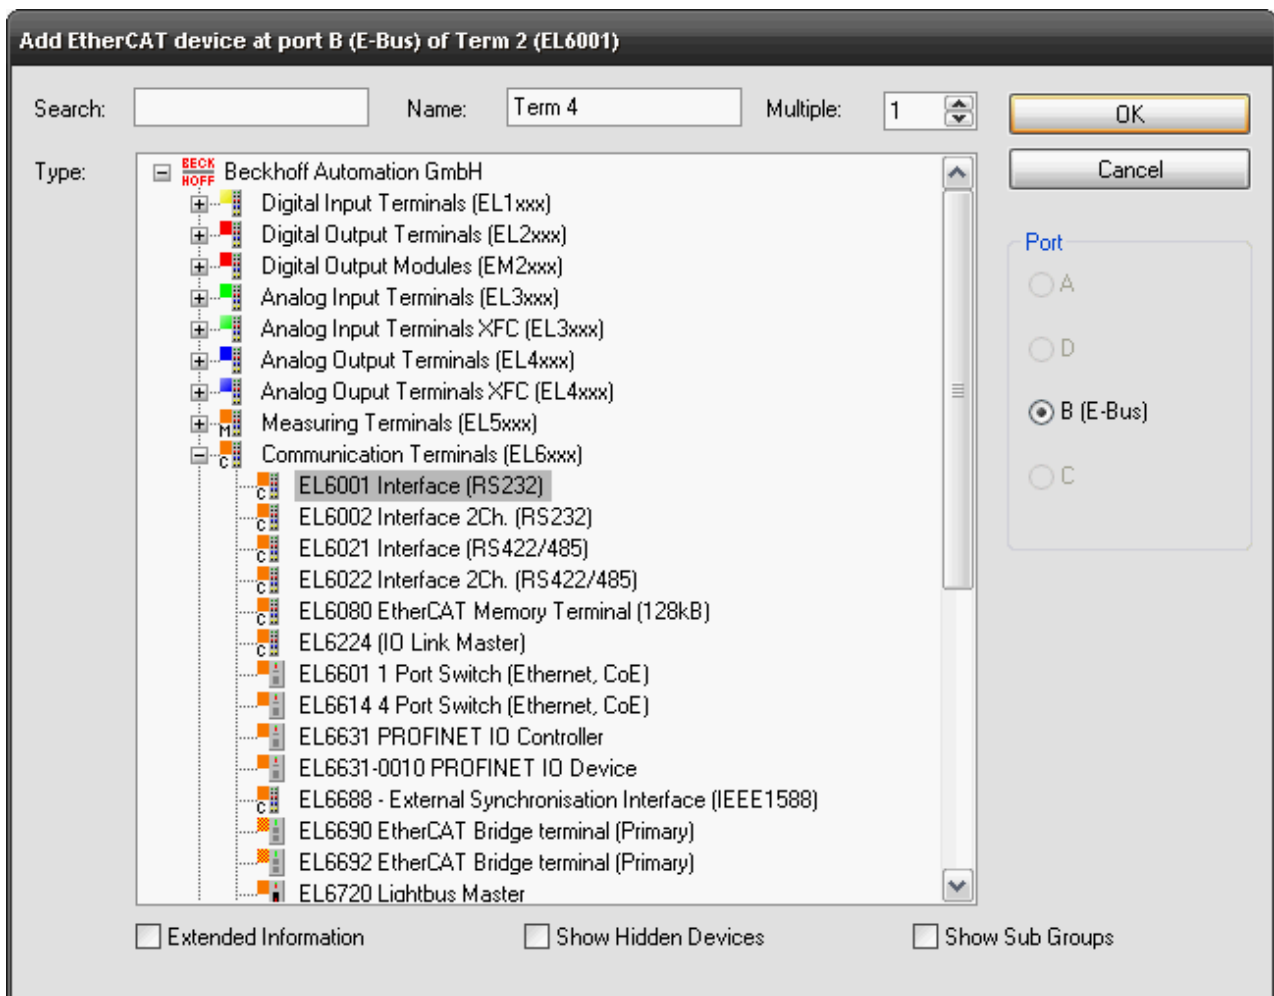 Add EtherCAT device at port B (E-Bus) of Term 2 (EL6001)
Search: Name: Term 4 Multiple: 1 OK
Type: BECK HOFF Beckhoff Automation GmbH Cancel
Digital Input Terminals (EL1xxx)
Digital Output Terminals (EL2xxx)
Port
Digital Output Modules (EM2xxx)
Analog Input Terminals (EL3xxx) A
Analog Input Terminals XFC (EL3xxx)
Analog Output Terminals (EL4xxx) D
Analog Ouput Terminals XFC (EL4xxx)
M Measuring Terminals (EL5xxx) B (E-Bus)
C Communication Terminals (EL6xxx)
C EL6001 Interface (RS232) C
C EL6002 Interface 2Ch. (RS232)
C EL6021 Interface (RS422/485)
C EL6022 Interface 2Ch. (RS422/485)
C EL6080 EtherCAT Memory Terminal (128kB)
C EL6224 (IO Link Master)
EL6601 1 Port Switch (Ethernet, CoE)
EL6614 4 Port Switch (Ethernet, CoE)
EL6631 PROFINET IO Controller
EL6631-0010 PROFINET IO Device
C EL6688 - External Synchronisation Interface (IEEE1588)
EL6690 EtherCAT Bridge terminal (Primary)
EL6692 EtherCAT Bridge terminal (Primary)
EL6720 Lightbus Master
Extended Information Show Hidden Devices Show Sub Groups